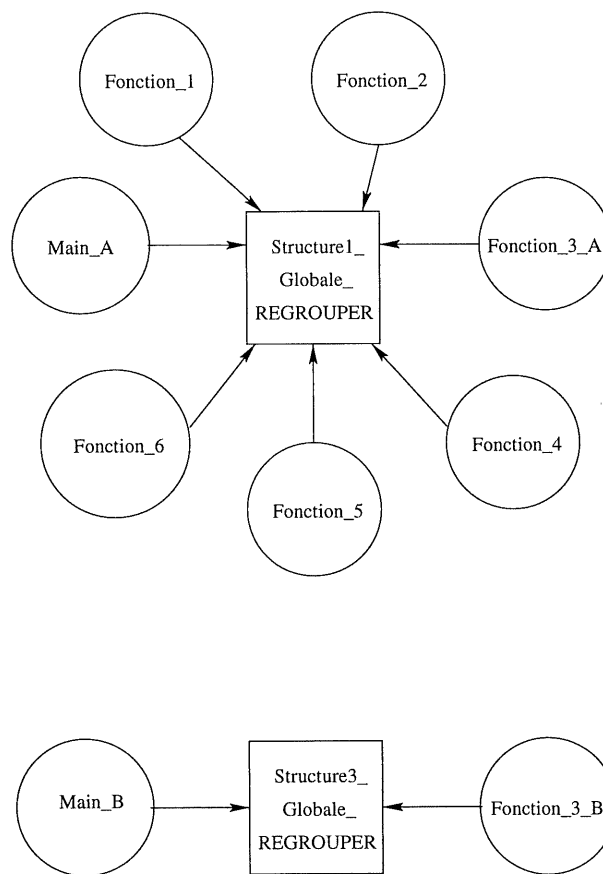 Fonction_1
Fonction_2
Main_A
Structure1_
Globale_
REGROUPER
Fonction_3_A
Fonction_6
Fonction_4
Fonction_5
Main_B
Structure3_
Globale_
REGROUPER
Fonction_3_B